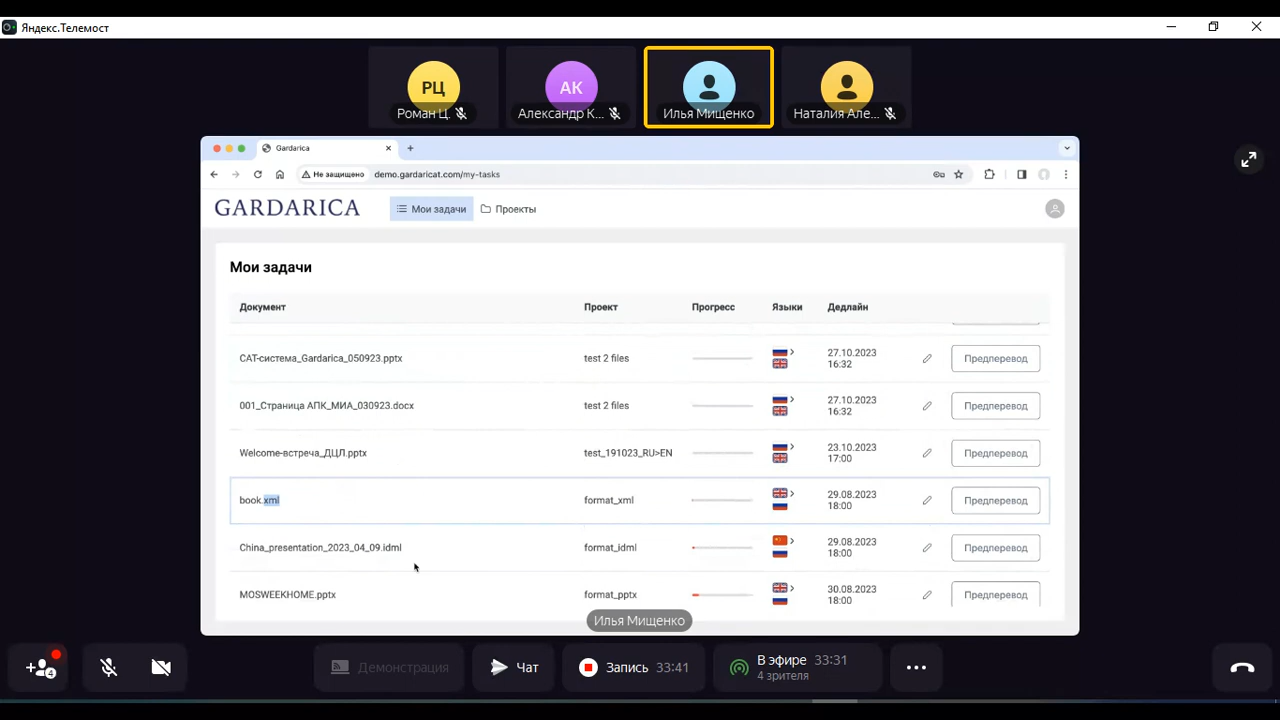 Яндекс.Телемост
РЦ
АК
Роман Ц.
Александр К...
Илья Мищенко
Наталия Але...
Gardarica
Не защищено
demo.gardaricat.com/my-tasks
GARDARICA
Мои задачи
Проекты
Мои задачи
Документ Проект Прогресс Языки Дедлайн
CAT-система_Gardarica_050923.pptx test 2 files 27.10.2023 Предперевод
16:32
001_Страница АПК_МИА_030923.docx test 2 files 27.10.2023 Предперевод
16:32
Welcome-встреча_ДЦЛ.pptx test_191023_RU>EN 23.10.2023 Предперевод
17:00
book.xml format_xml 29.08.2023 Предперевод
18:00
China_presentation_2023_04_09.idml format_idml 29.08.2023 Предперевод
18:00
MOSWEEKHOME.pptx format_pptx 30.08.2023 Предперевод
18:00
Илья Мищенко
4
Демонстрация
Чат
Запись 33:41
В эфире 33:31
4 зрителя